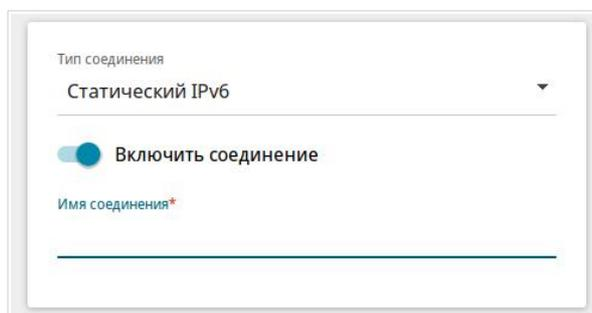 Тип соединения
Статический IPv6
Включить соединение
Имя соединения*